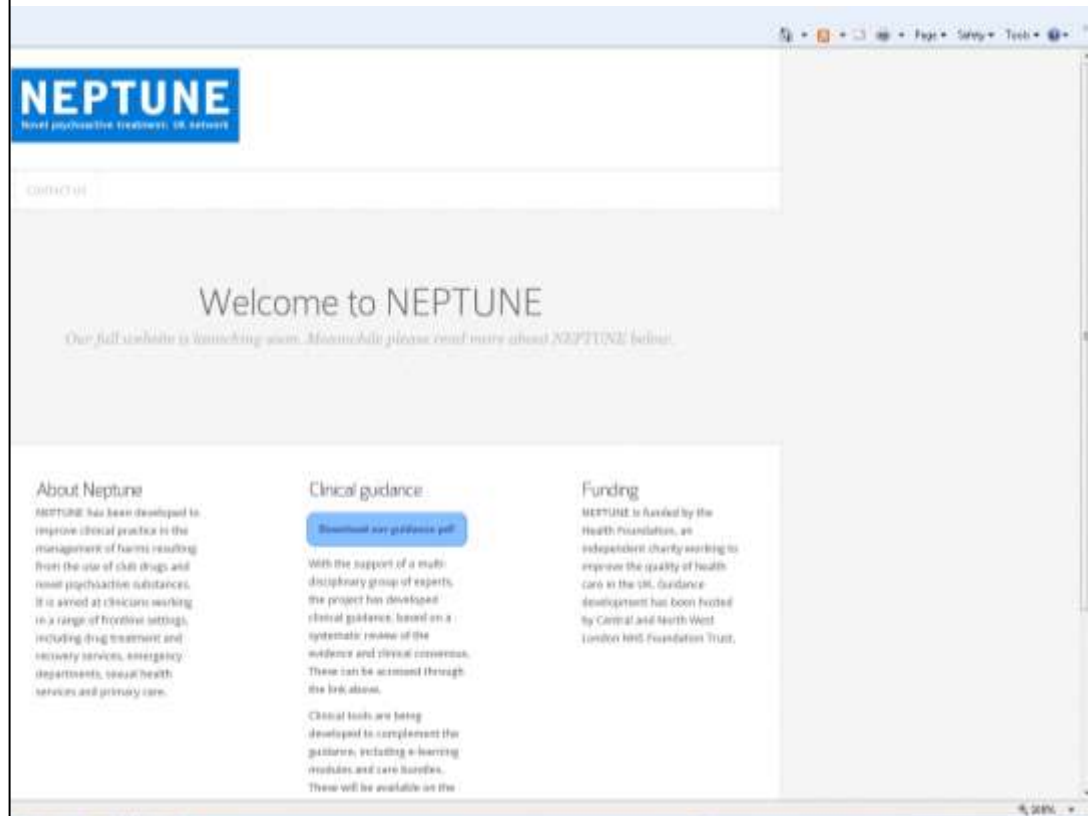 Page Safety Tools
NEPTUNE
Novel psychoactive treatment: UK network
CONTACT US
Welcome to NEPTUNE
Our full website is launching soon. Meanwhile please read more about NEPTUNE below.
About Neptune
NEPTUNE has been developed to
improve clinical practice in the
management of harms resulting
from the use of club drugs and
novel psychoactive substances.
It is aimed at clinicians working
in a range of frontline settings,
including drug treatment and
recovery services, emergency
departments, sexual health
services and primary care.
Clinical guidance
Download our guidance pdf
With the support of a multi-
disciplinary group of experts,
the project has developed
clinical guidance, based on a
systematic review of the
evidence and clinical consensus.
These can be accessed through
the link above.
Clinical tools are being
developed to complement the
guidance, including e-learning
modules and care bundles.
These will be available on the
Funding
NEPTUNE is funded by the
Health Foundation, an
independent charity working to
improve the quality of health
care in the UK. Guidance
development has been hosted
by Central and North West
London NHS Foundation Trust.